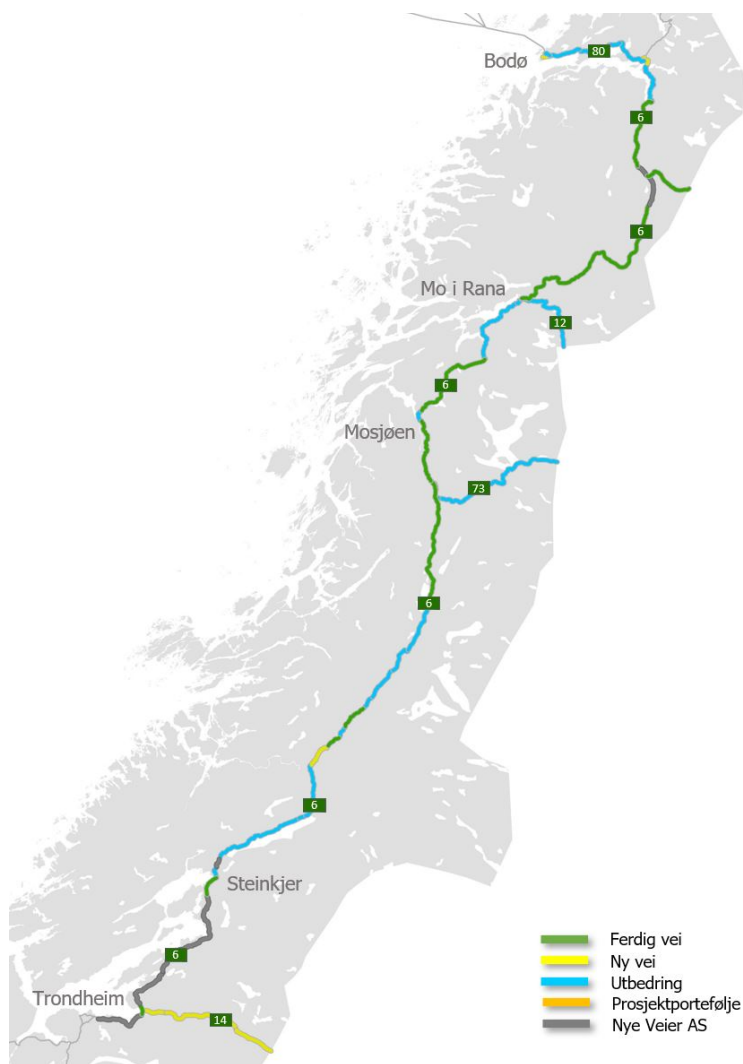 Bodø
80
6
6
Mo i Rana
12
6
Mosjøen
73
6
6
Steinkjer
6
Trondheim
14
Ferdig vei
Ny vei
Utbedring
Prosjektportefølje
Nye Veier AS